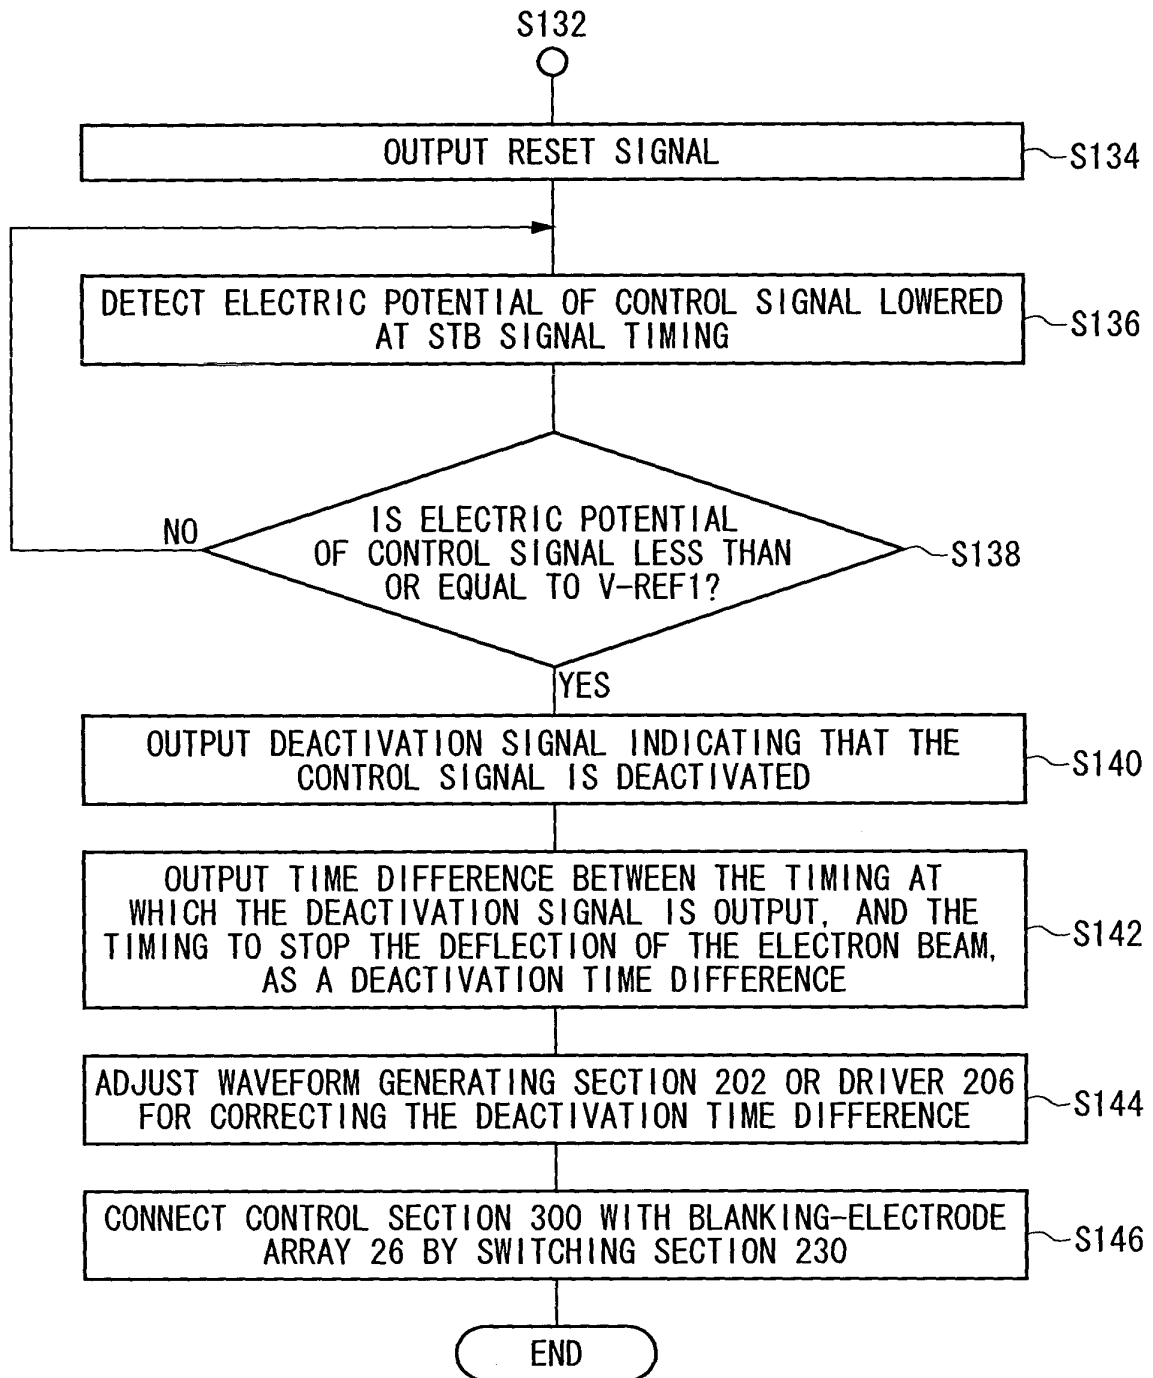 S132
OUTPUT RESET SIGNAL
S134
DETECT ELECTRIC POTENTIAL OF CONTROL SIGNAL LOWERED
AT STB SIGNAL TIMING
S136
NO
IS ELECTRIC POTENTIAL
OF CONTROL SIGNAL LESS THAN
OR EQUAL TO V-REF1?
S138
YES
OUTPUT DEACTIVATION SIGNAL INDICATING THAT THE
CONTROL SIGNAL IS DEACTIVATED
S140
OUTPUT TIME DIFFERENCE BETWEEN THE TIMING AT
WHICH THE DEACTIVATION SIGNAL IS OUTPUT, AND THE
TIMING TO STOP THE DEFLECTION OF THE ELECTRON BEAM,
AS A DEACTIVATION TIME DIFFERENCE
S142
ADJUST WAVEFORM GENERATING SECTION 202 OR DRIVER 206
FOR CORRECTING THE DEACTIVATION TIME DIFFERENCE
S144
CONNECT CONTROL SECTION 300 WITH BLANKING-ELECTRODE
ARRAY 26 BY SWITCHING SECTION 230
S146
END